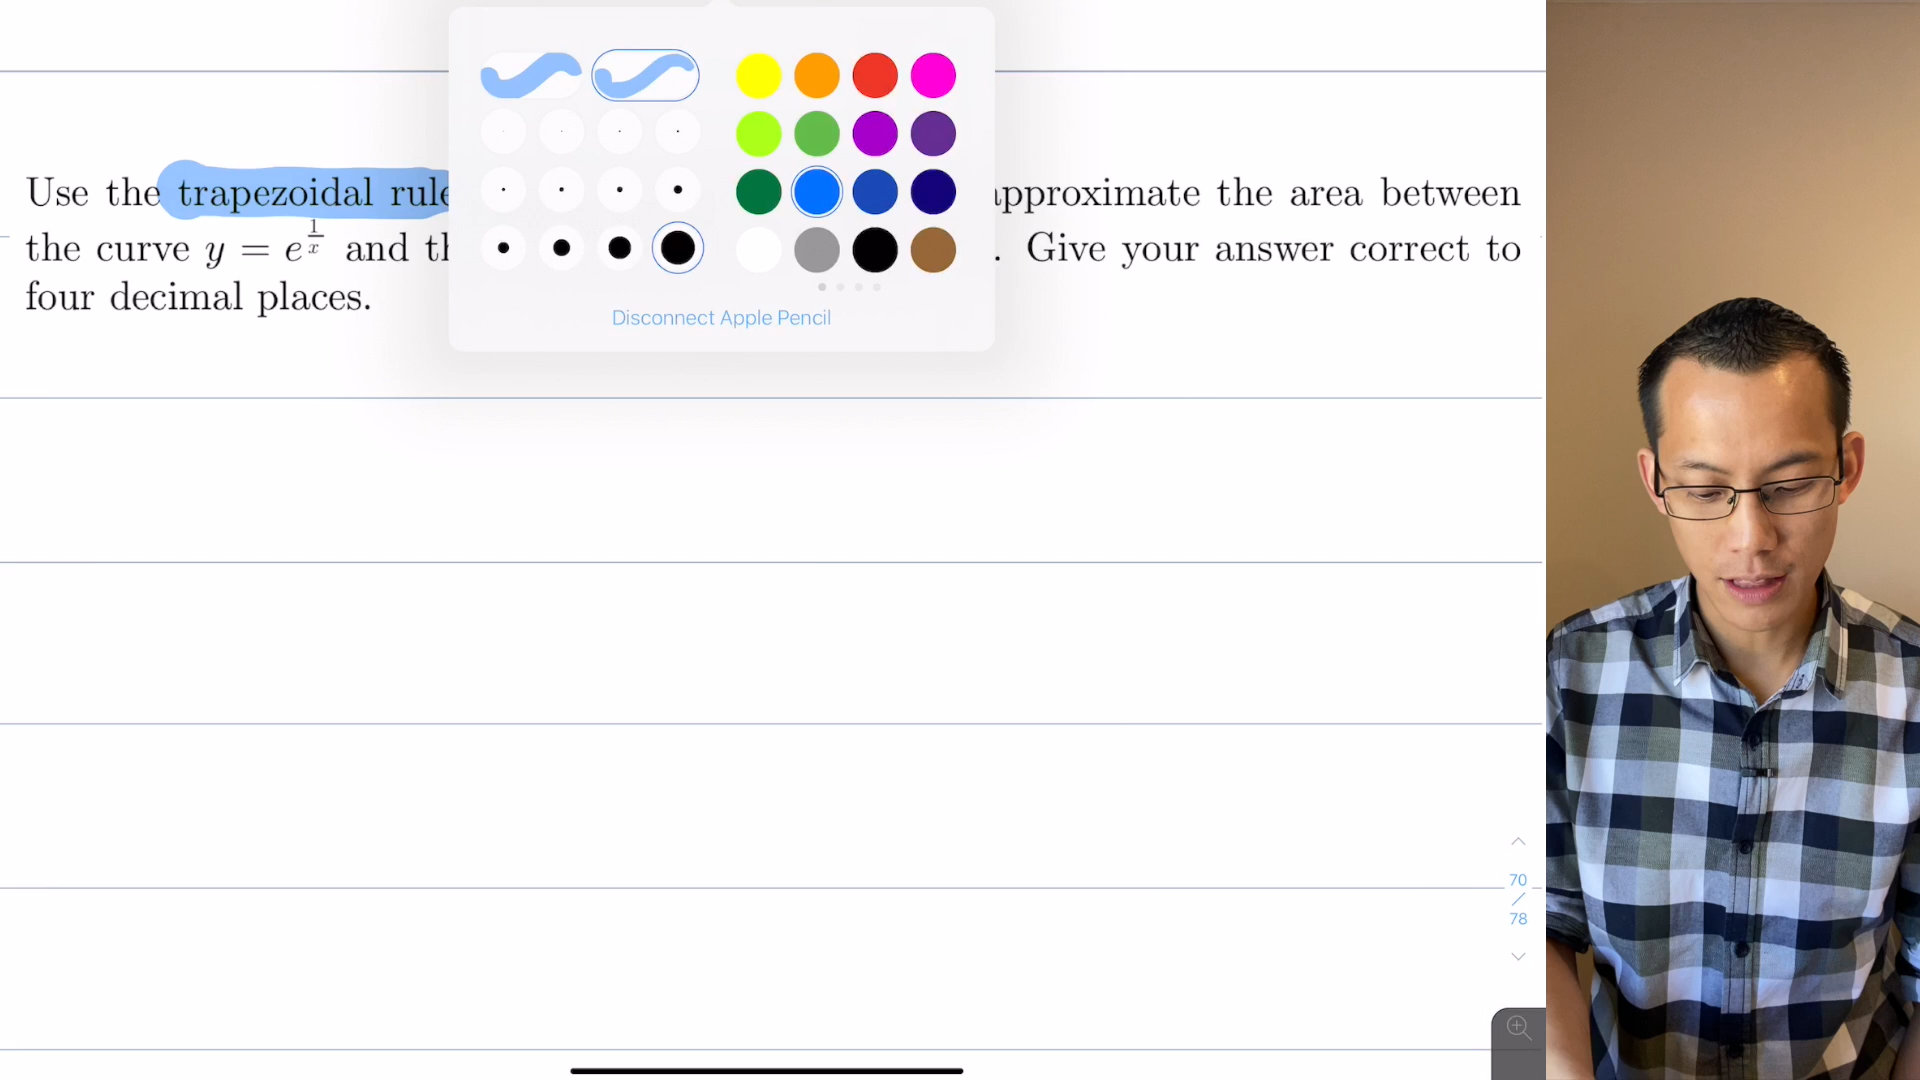 Use the trapezoidal rule approximate the area between
the curve y = e^{\frac{1}{x}} and th . Give your answer correct to
four decimal places.
Disconnect Apple Pencil
70
/
78